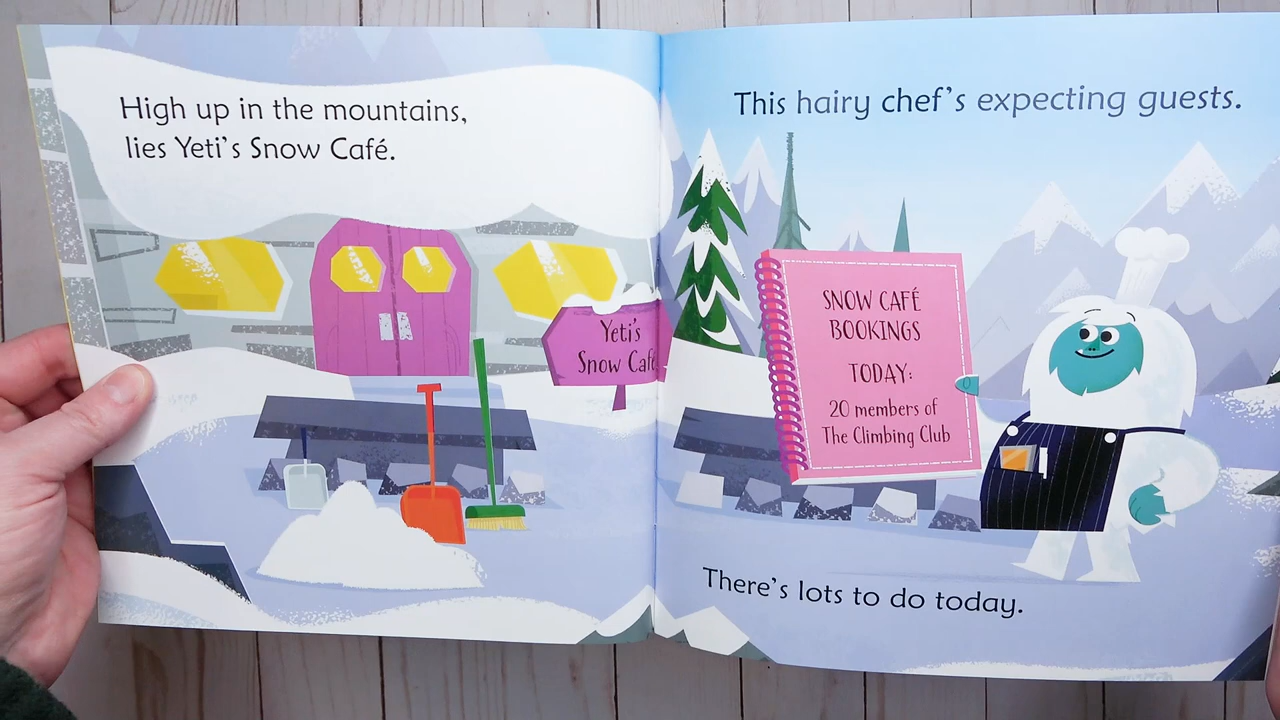 High up in the mountains,
lies Yeti's Snow Café.
Yeti's
Snow Café
This hairy chef's expecting guests.
SNOW CAFÉ
BOOKINGS
TODAY:
20 members of
The Climbing Club
There's lots to do today.